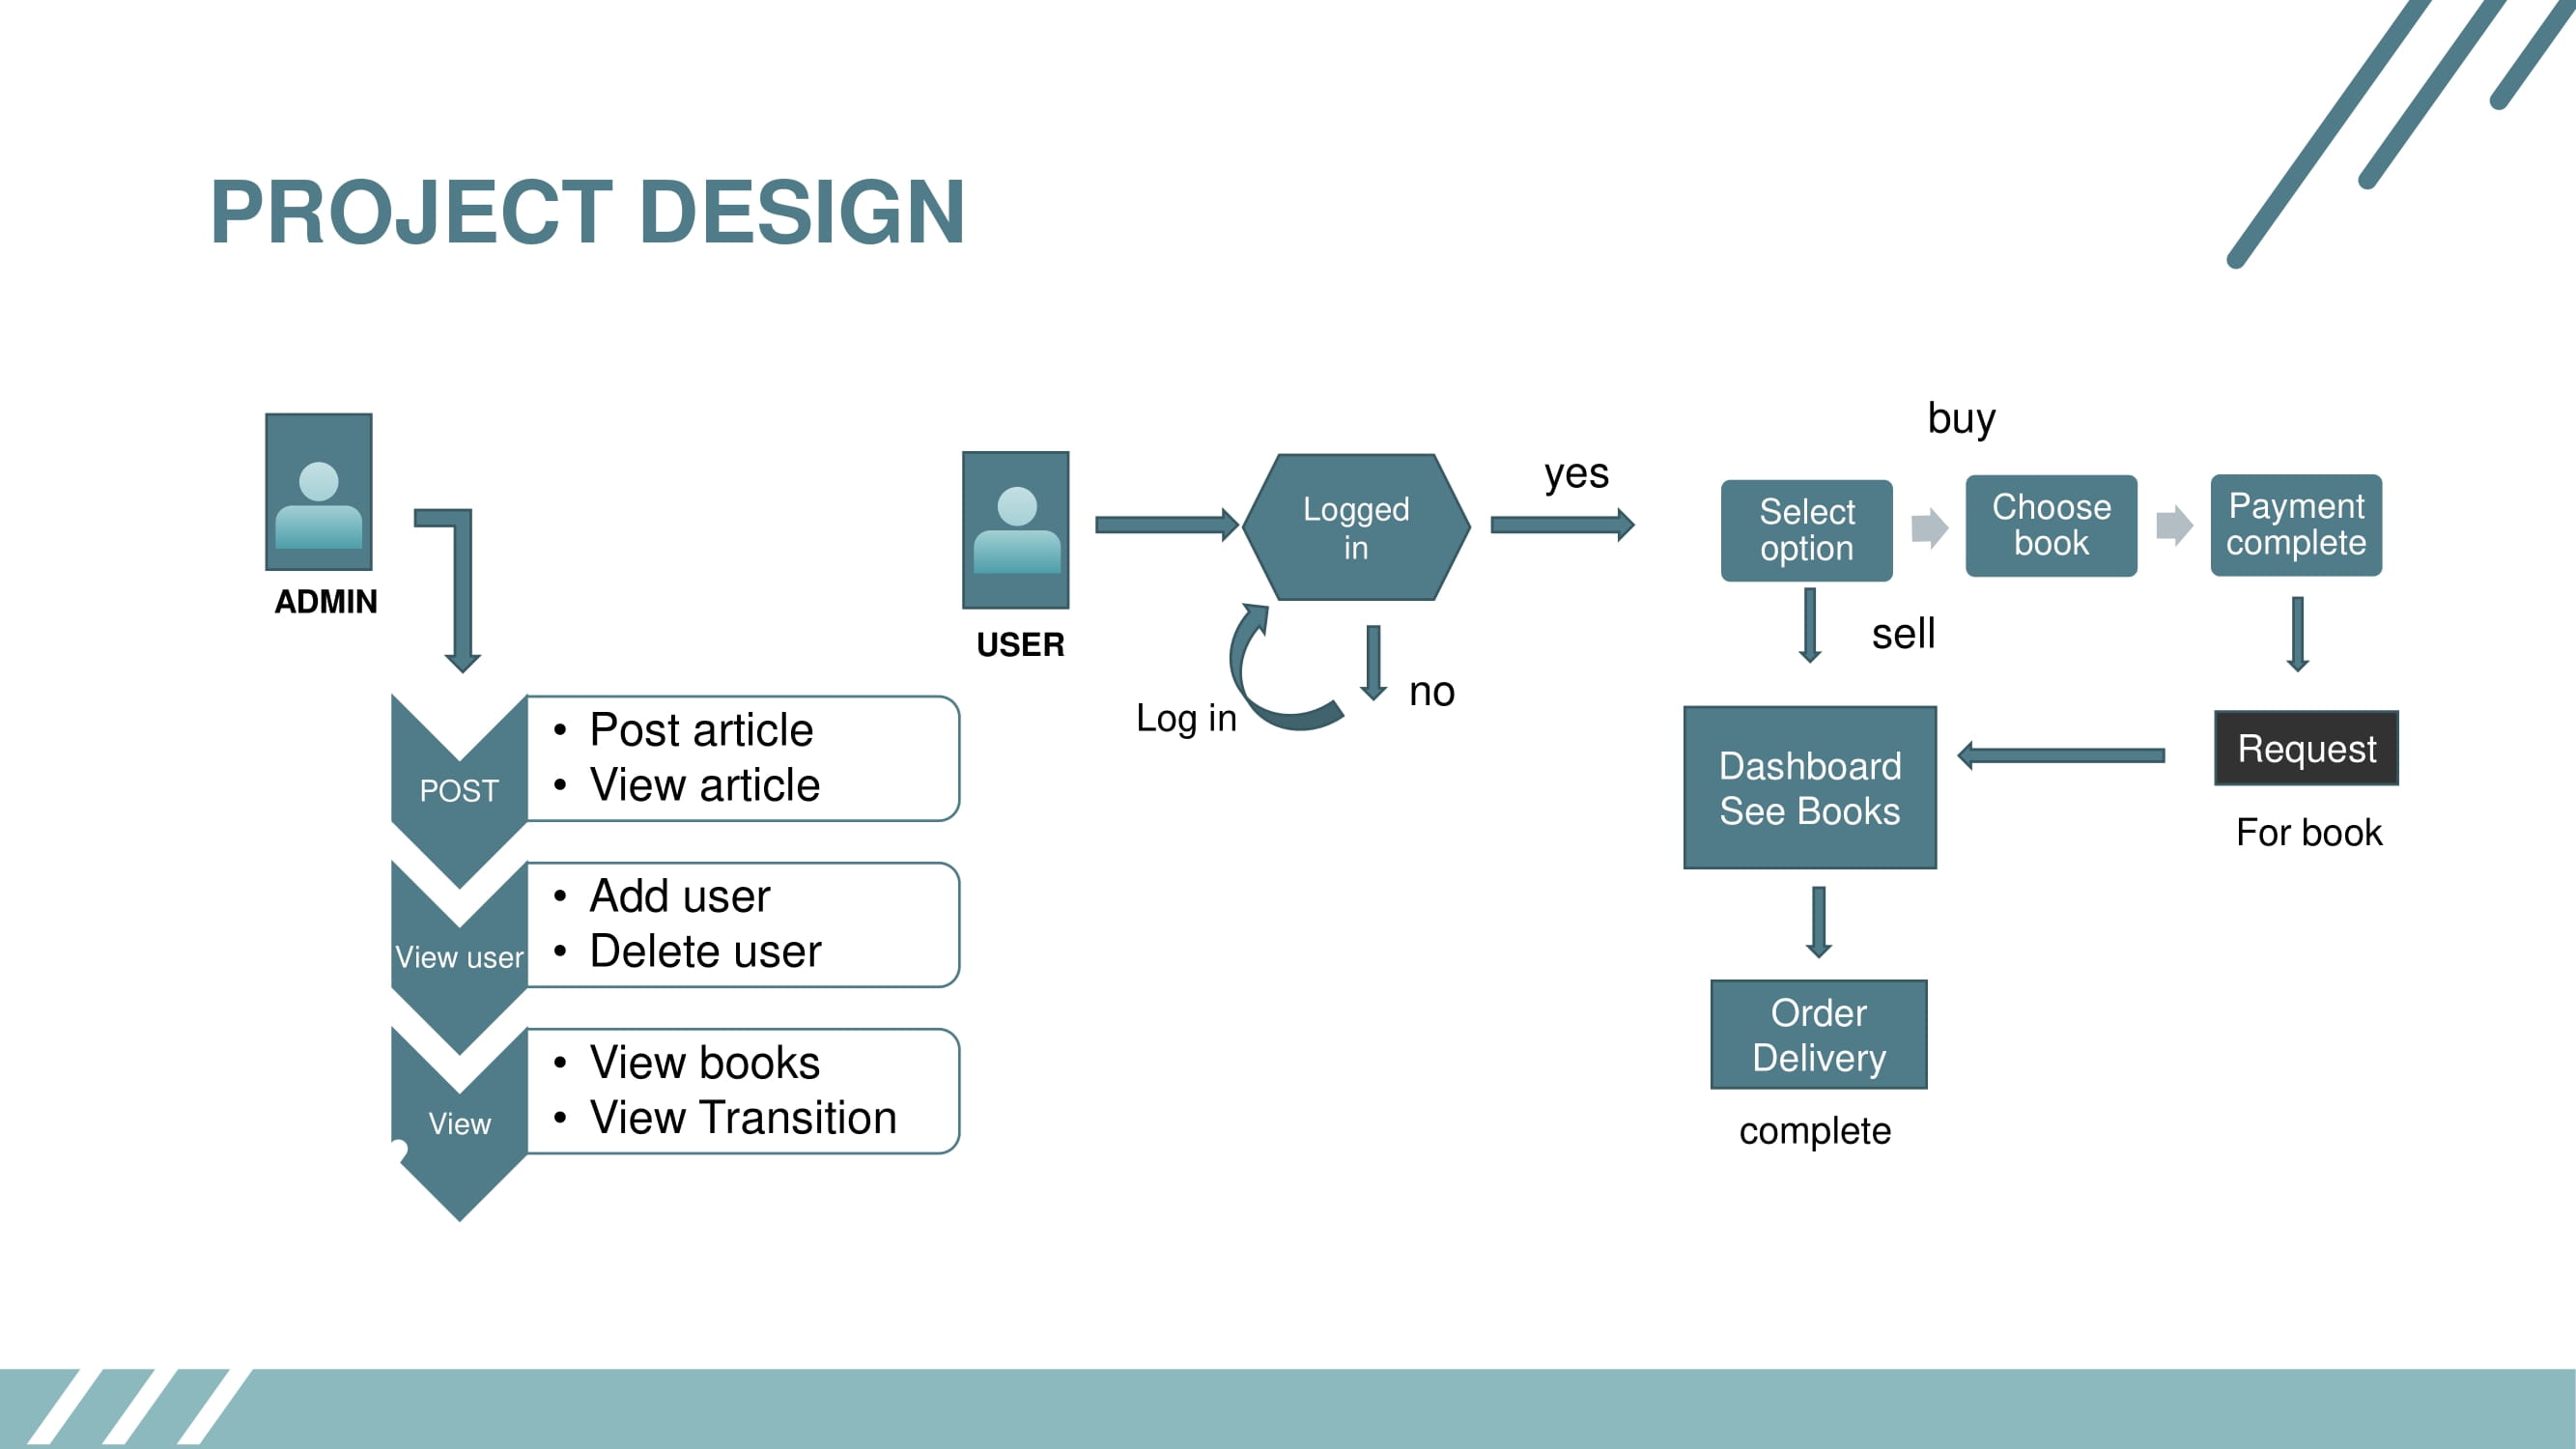 PROJECT DESIGN
ADMIN
POST
• Post article
• View article
View user
• Add user
• Delete user
View
• View books
• View Transition
USER
Logged
in
yes
no
Log in
buy
Select
option
Choose
book
Payment
complete
sell
Dashboard
See Books
Request
For book
Order
Delivery
complete